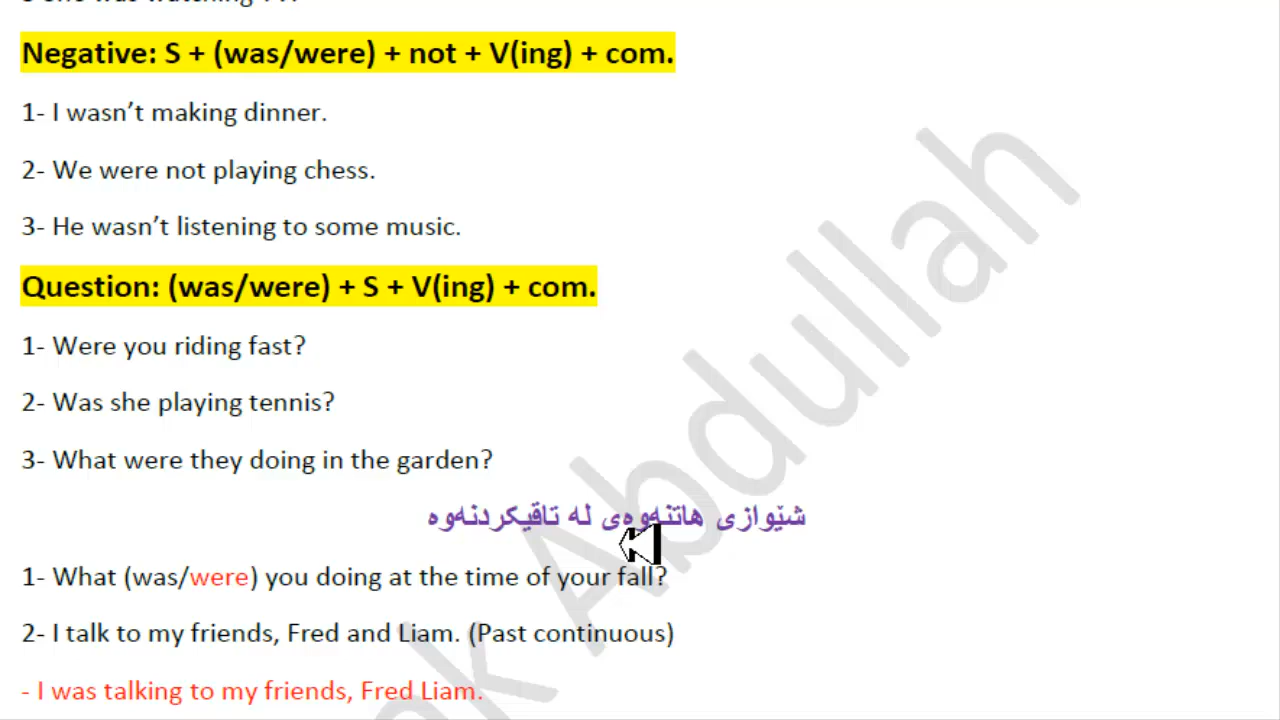 Negative: S + (was/were) + not + V(ing) + com.
1- I wasn’t making dinner.
2- We were not playing chess.
3- He wasn’t listening to some music.
Question: (was/were) + S + V(ing) + com.
1- Were you riding fast?
2- Was she playing tennis?
3- What were they doing in the garden?
شێوازی هاتنەوەی لە تاقیکردنەوە
1- What (was/were) you doing at the time of your fall?
2- I talk to my friends, Fred and Liam. (Past continuous)
- I was talking to my friends, Fred Liam.
Abdullah